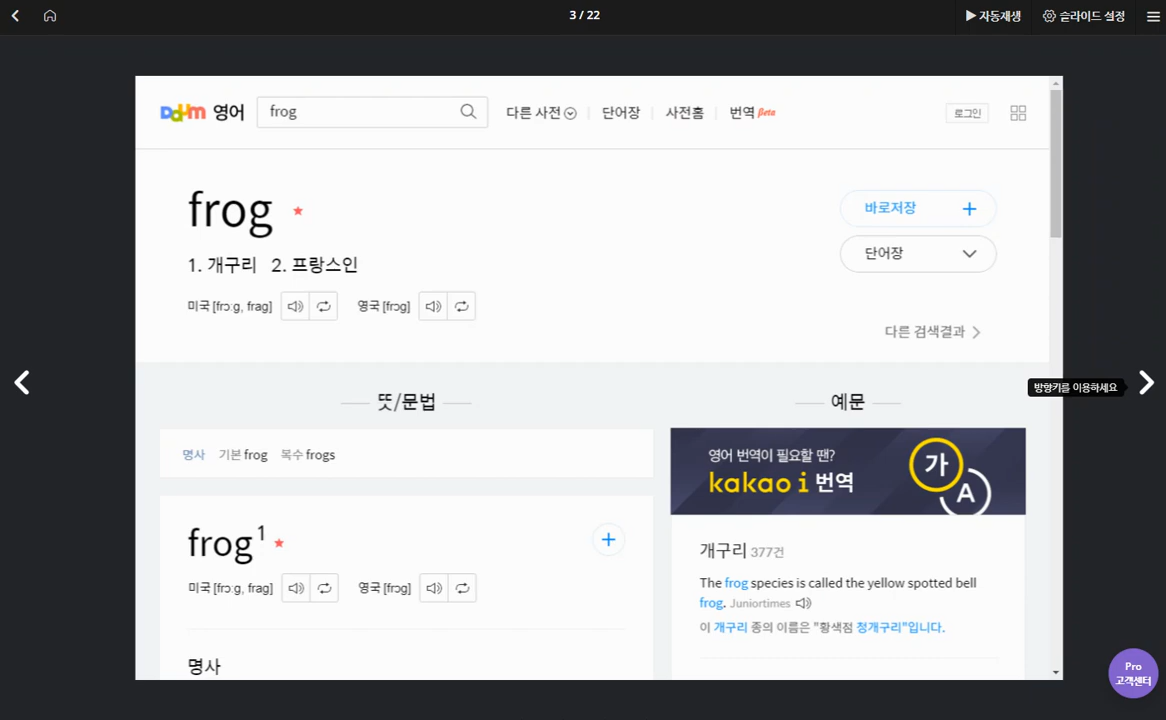 3 / 22
자동재생
슬라이드 설정
Daum 영어
frog
다른 사전
단어장
사전홈
번역 Beta
로그인
frog
1. 개구리 2. 프랑스인
미국 [frɔːg, frag]
영국 [frɔg]
바로저장
단어장
다른 검색결과
방향키를 이용하세요
뜻/문법
명사 기본 frog 복수 frogs
frog1
미국 [frɔːg, frag]
영국 [frɔg]
명사
예문
영어 번역이 필요할 땐?
kakao i 번역
가
A
개구리 377건
The frog species is called the yellow spotted bell
frog. Juniortimes
이 개구리 종의 이름은 "황색점 청개구리"입니다.
Pro
고객센터